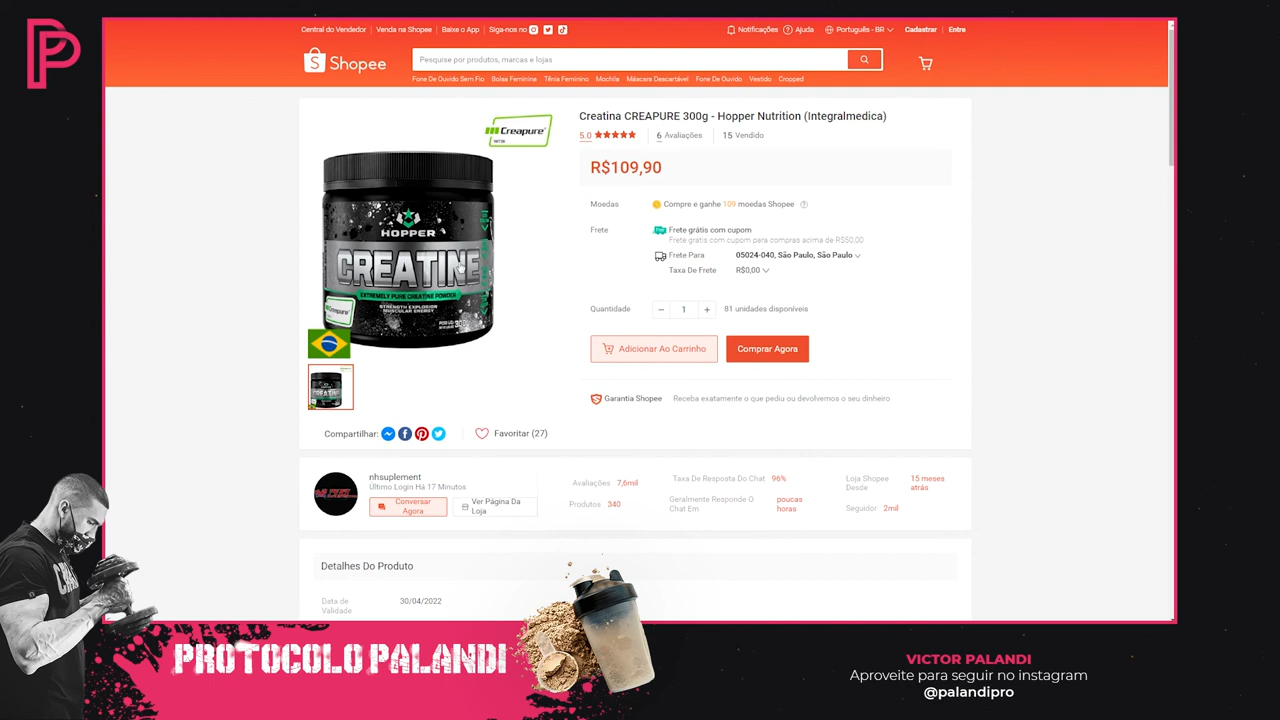 Central do Vendedor | Venda na Shopee | Baixe o App | Siga-nos no
Notificações Ajuda Português - BR Cadastrar | Entre
Shopee
Pesquise por produtos, marcas e lojas
Fone De Ouvido Sem Fio Bolsa Feminina Tênis Feminino Mochila Máscara Descartável Fone De Ouvido Vestido Cropped
Creapure
HOPPER
CREATINE
EXTREMELY PURE CREATINE POWDER
STRENGTH EXPLOSION
MUSCULAR ENERGY
Creapure
Creatina CREAPURE 300g - Hopper Nutrition (Integralmedica)
5.0 6 Avaliações 15 Vendido
R$109,90
Moedas Compre e ganhe 109 moedas Shopee
Frete Frete grátis com cupom
Frete grátis com cupom para compras acima de R$50,00
Frete Para 05024-040, São Paulo, São Paulo
Taxa De Frete R$0,00
Quantidade − 1 + 81 unidades disponíveis
Adicionar Ao Carrinho Comprar Agora
Garantia Shopee Receba exatamente o que pediu ou devolvemos o seu dinheiro
Compartilhar: Favoritar (27)
nhsuplement
Último Login Há 17 Minutos
Conversar Agora
Ver Página Da Loja
Avaliações 7,6mil
Produtos 340
Taxa De Resposta Do Chat 96%
Geralmente Responde O Chat Em poucas horas
Loja Shopee Desde 15 meses atrás
Seguidor 2mil
Detalhes Do Produto
Data de Validade 30/04/2022
PROTOCOLO PALANDI
VICTOR PALANDI
Aproveite para seguir no instagram
@palandipro